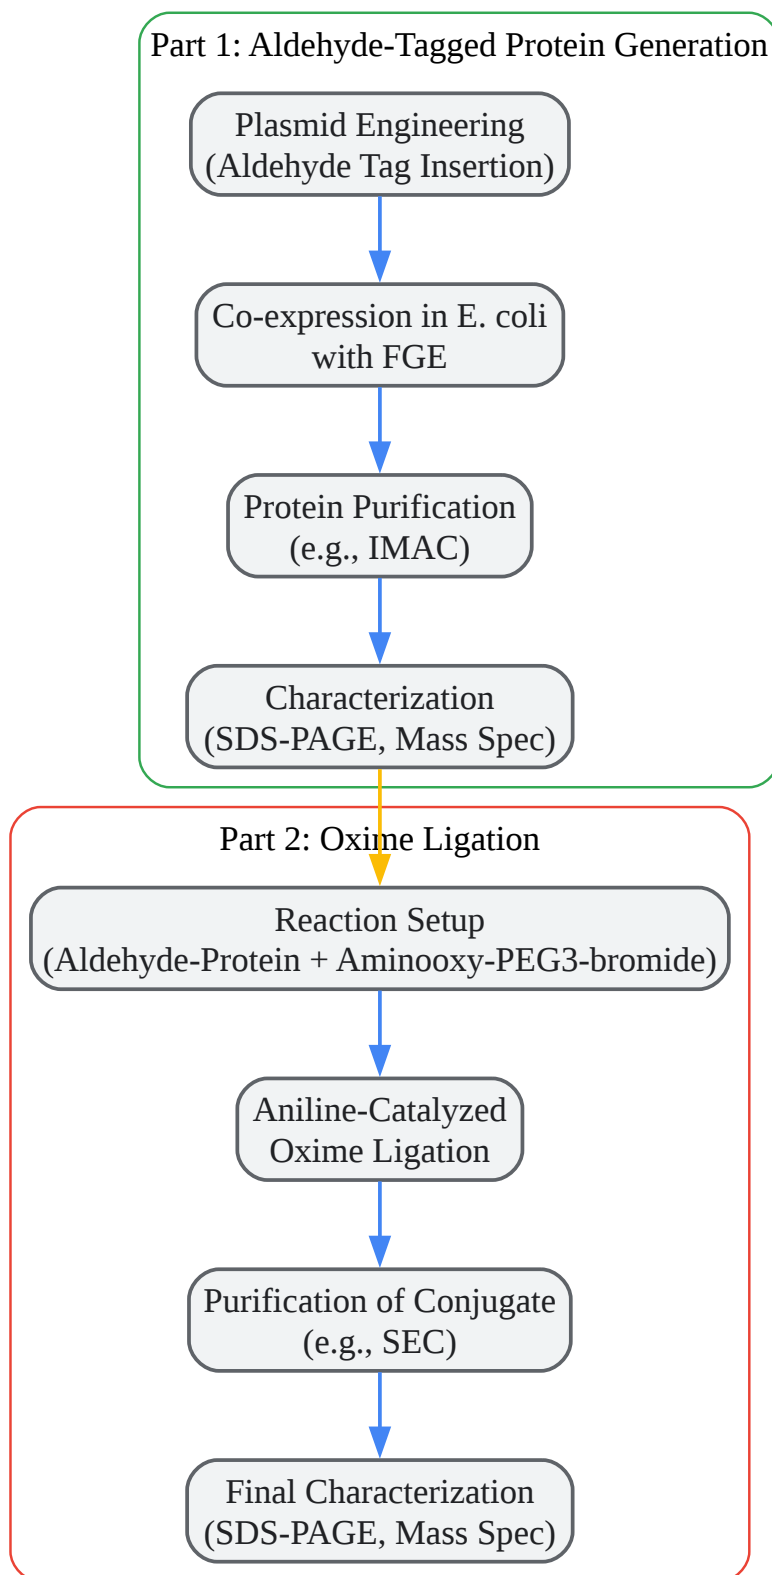 Part 1: Aldehyde-Tagged Protein Generation
Plasmid Engineering
(Aldehyde Tag Insertion)
Co-expression in E. coli
with FGE
Protein Purification
(e.g., IMAC)
Characterization
(SDS-PAGE, Mass Spec)
Part 2: Oxime Ligation
Reaction Setup
(Aldehyde-Protein + Aminooxy-PEG3-bromide)
Aniline-Catalyzed
Oxime Ligation
Purification of Conjugate
(e.g., SEC)
Final Characterization
(SDS-PAGE, Mass Spec)